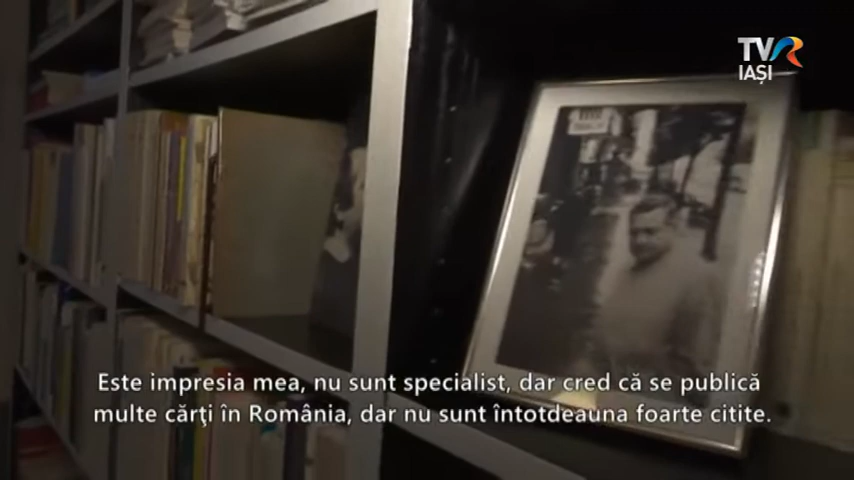 TVR
IAȘI
Este impresia mea, nu sunt specialist, dar cred că se publică
multe cărţi în România, dar nu sunt întotdeauna foarte citite.